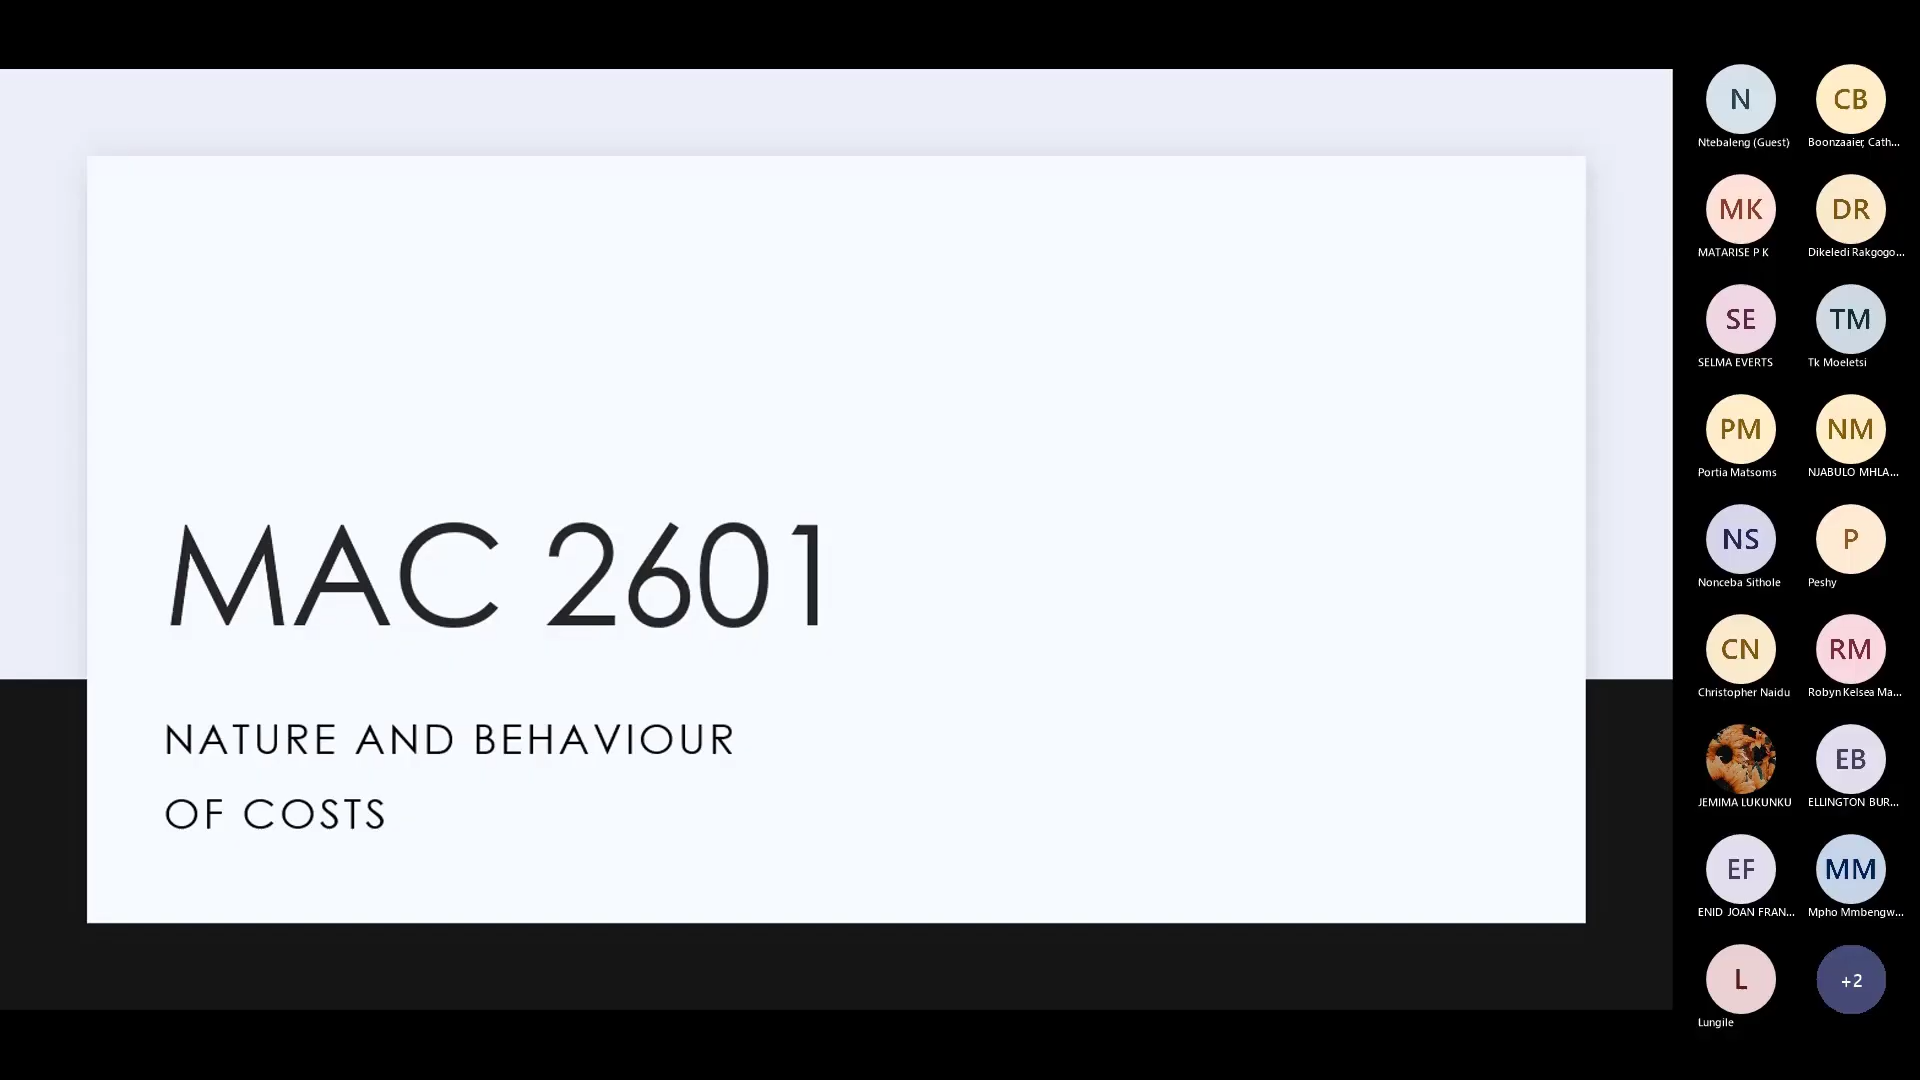 MAC 2601
NATURE AND BEHAVIOUR
OF COSTS
N
Ntebaleng (Guest)
CB
Boonzaaier, Cath...
MK
MATARISE P K
DR
Dikeledi Rakgogo...
SE
SELMA EVERTS
TM
Tk Moeletsi
PM
Portia Matsoms
NM
NJABULO MHLA...
NS
Nonceba Sithole
P
Peshy
CN
Christopher Naidu
RM
Robyn Kelsea Ma...
JEMIMA LUKUNKU
EB
ELLINGTON BUR...
EF
ENID JOAN FRAN...
MM
Mpho Mmbengw...
L
Lungile
+2